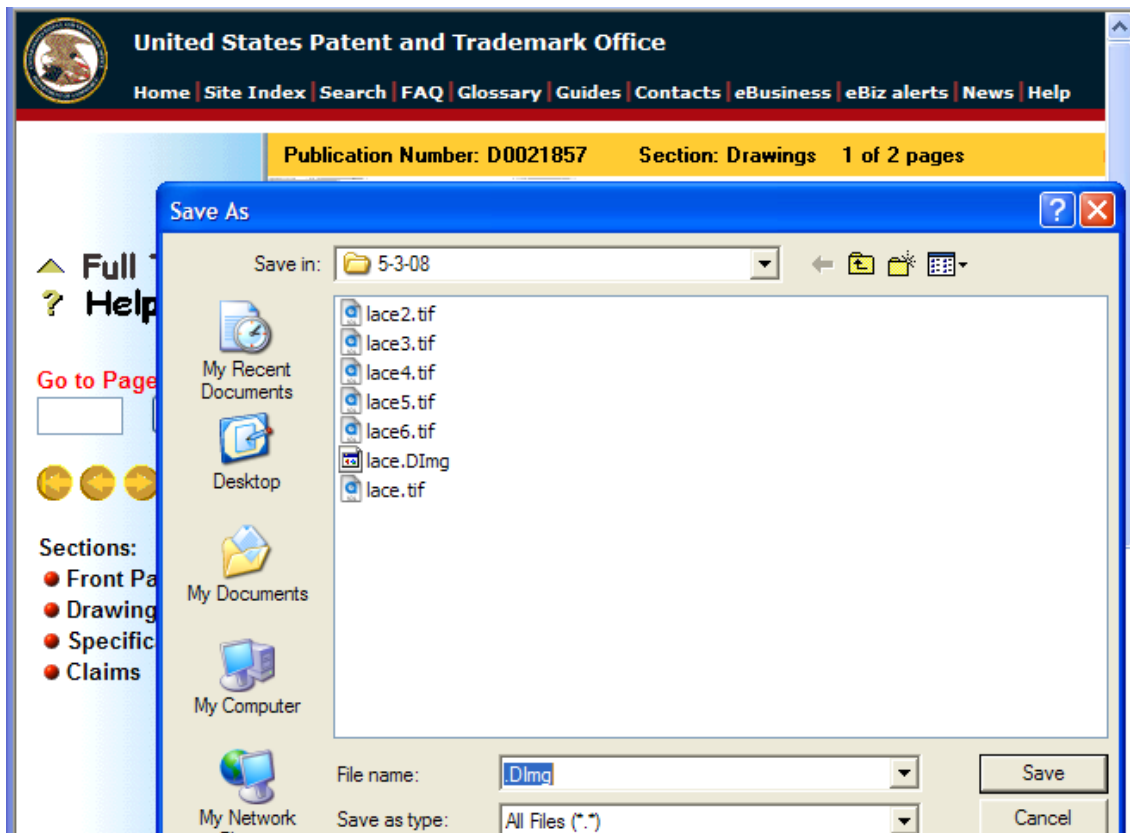 United States Patent and Trademark Office
Home | Site Index | Search | FAQ | Glossary | Guides | Contacts | eBusiness | eBiz alerts | News | Help
Publication Number: D0021857 Section: Drawings 1 of 2 pages
Save As
Full
Help
Save in: 5-3-08
lace2.tif
lace3.tif
lace4.tif
lace5.tif
lace6.tif
lace.DImg
lace.tif
My Recent
Documents
Desktop
My Documents
My Computer
My Network
Go to Page
Sections:
Front Pa
Drawing
Specific
Claims
File name: .DImg Save
Save as type: All Files (*.*) Cancel